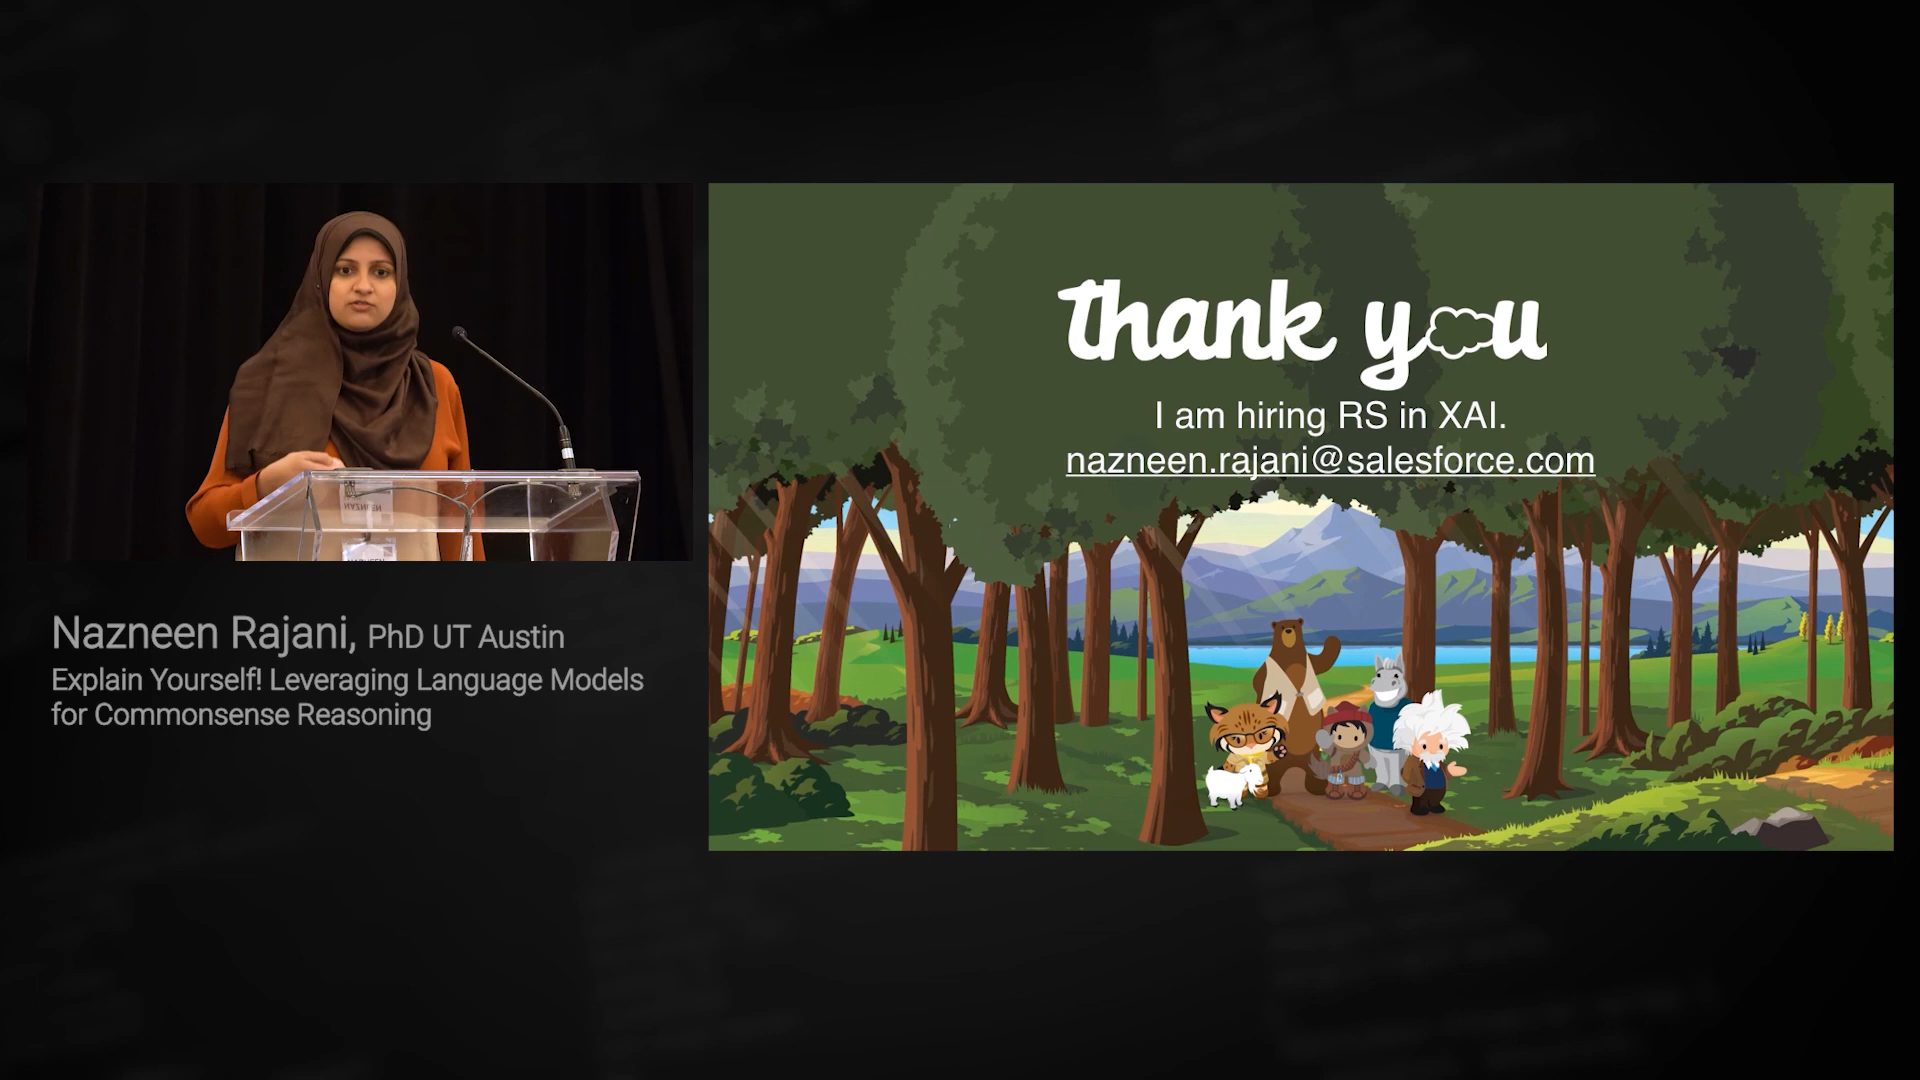 thank you
I am hiring RS in XAI.
nazneen.rajani@salesforce.com
Nazneen Rajani, PhD UT Austin
Explain Yourself! Leveraging Language Models
for Commonsense Reasoning
NAZNEEN